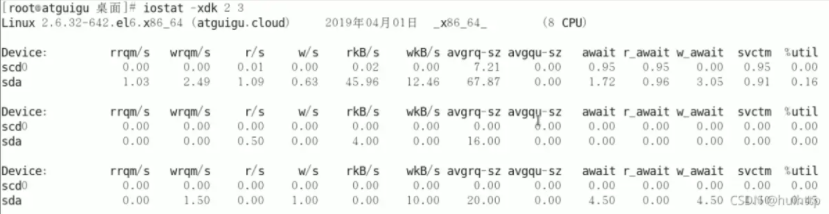 [root@atguigu 桌面]# iostat -xdk 2 3
Linux 2.6.32-642.el6.x86_64 (atguigu.cloud) 2019年04月01日 _x86_64_ (8 CPU)
Device: rrqm/s wrqm/s r/s w/s rkB/s wkB/s avgrq-sz avgqu-sz await r_await w_await svctm %util
scd0 0.00 0.00 0.01 0.00 0.02 0.00 7.21 0.00 0.95 0.95 0.00 0.95 0.00
sda 1.03 2.49 1.09 0.63 45.96 12.46 67.87 0.00 1.72 0.96 3.05 0.91 0.16
Device: rrqm/s wrqm/s r/s w/s rkB/s wkB/s avgrq-sz avgqu-sz await r_await w_await svctm %util
scd0 0.00 0.00 0.00 0.00 0.00 0.00 0.00 0.00 0.00 0.00 0.00 0.00 0.00
sda 0.00 0.00 0.50 0.00 4.00 0.00 16.00 0.00 0.00 0.00 0.00 0.00 0.00
Device: rrqm/s wrqm/s r/s w/s rkB/s wkB/s avgrq-sz avgqu-sz await r_await w_await svctm %util
scd0 0.00 0.00 0.00 0.00 0.00 0.00 0.00 0.00 0.00 0.00 0.00 0.00 0.00
sda 0.00 1.50 0.00 1.00 0.00 10.00 20.00 0.00 4.50 0.00 4.50